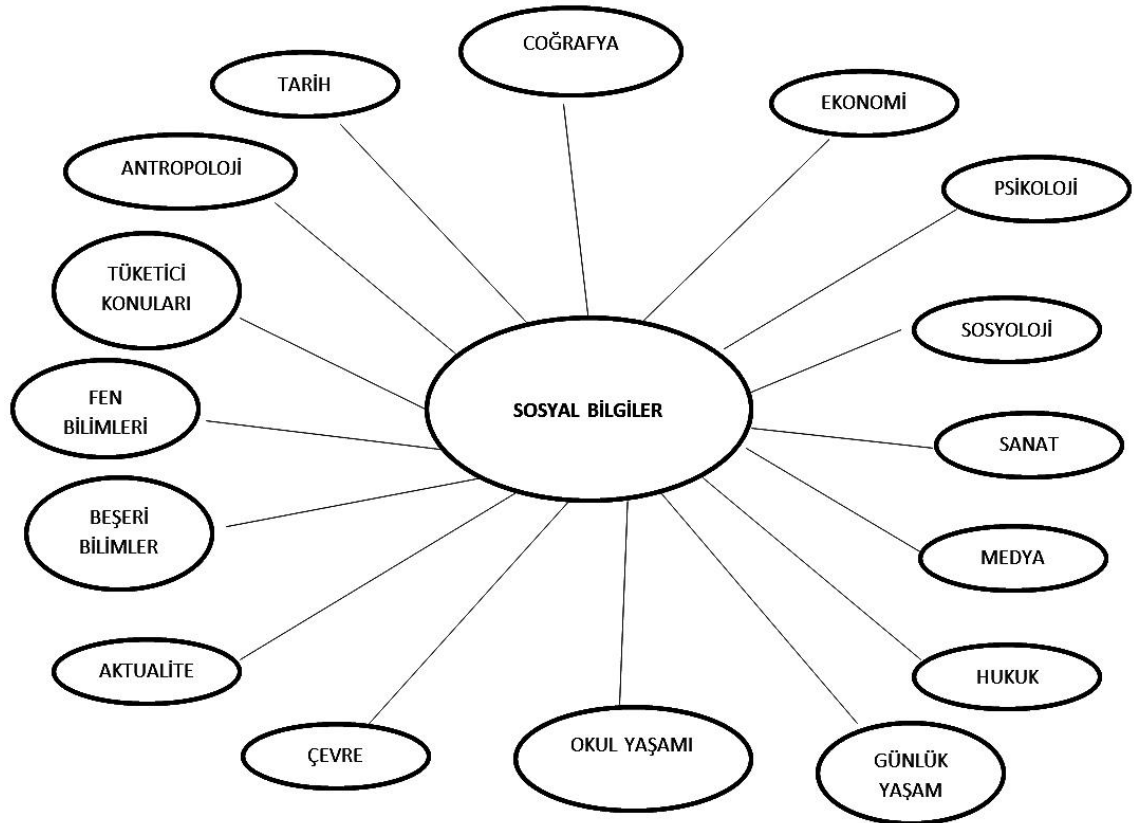 COĞRAFYA
TARİH
EKONOMİ
ANTROPOLOJİ
PSİKOLOJİ
TÜKETİCİ
KONULARI
SOSYOLOJİ
FEN
BİLİMLERİ
SOSYAL BİLGİLER
SANAT
BEŞERİ
BİLİMLER
MEDYA
AKTUALİTE
HUKUK
ÇEVRE
OKUL YAŞAMI
GÜNLÜK
YAŞAM